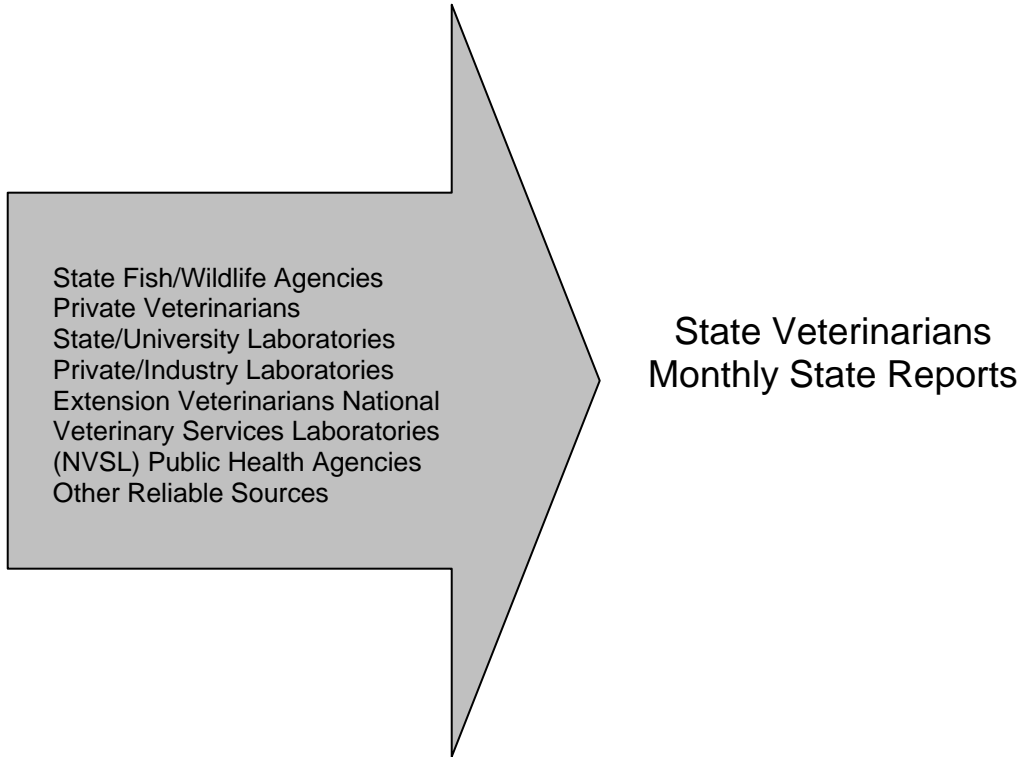 State Fish/Wildlife Agencies
Private Veterinarians
State/University Laboratories
Private/Industry Laboratories
Extension Veterinarians National
Veterinary Services Laboratories
(NVSL) Public Health Agencies
Other Reliable Sources
State Veterinarians
Monthly State Reports